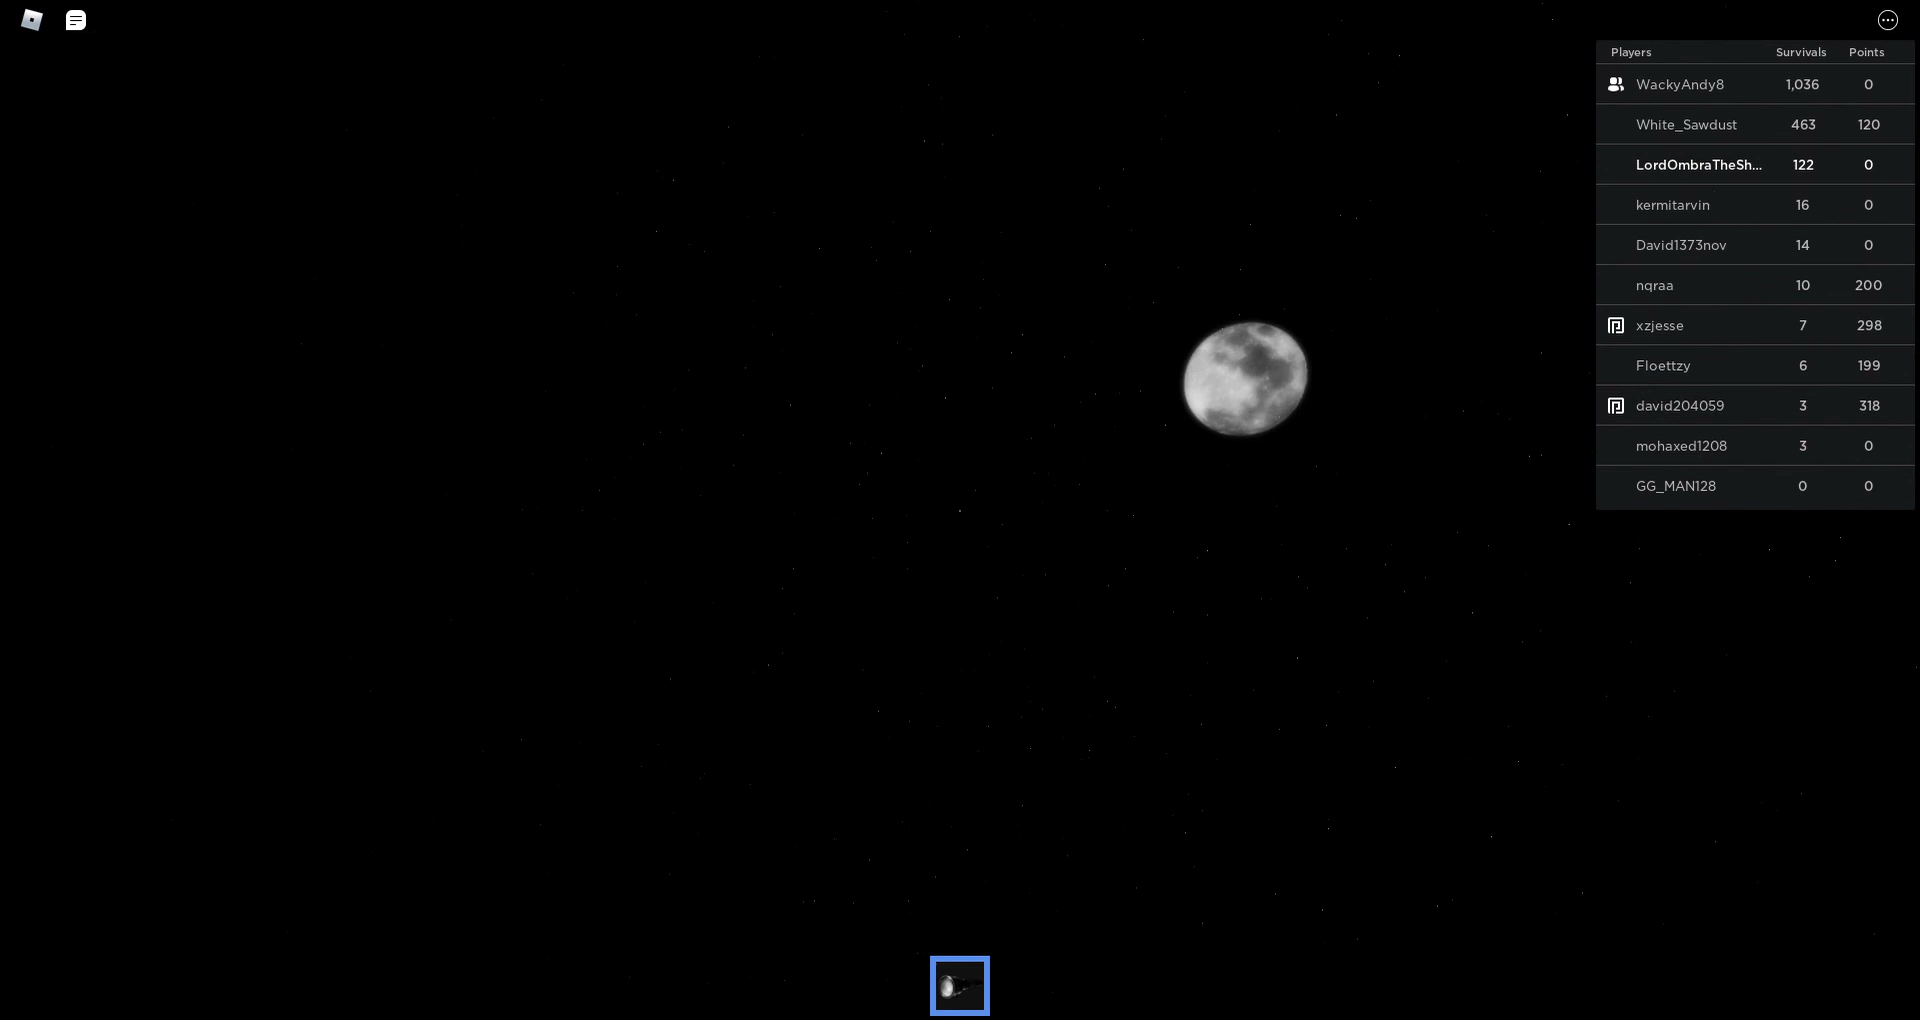 Players Survivals Points
WackyAndy8 1,036 0
White_Sawdust 463 120
LordOmbraTheSh... 122 0
kermitarvin 16 0
David1373nov 14 0
nqraa 10 200
xzjesse 7 298
Floettzy 6 199
david204059 3 318
mohaxed1208 3 0
GG_MAN128 0 0